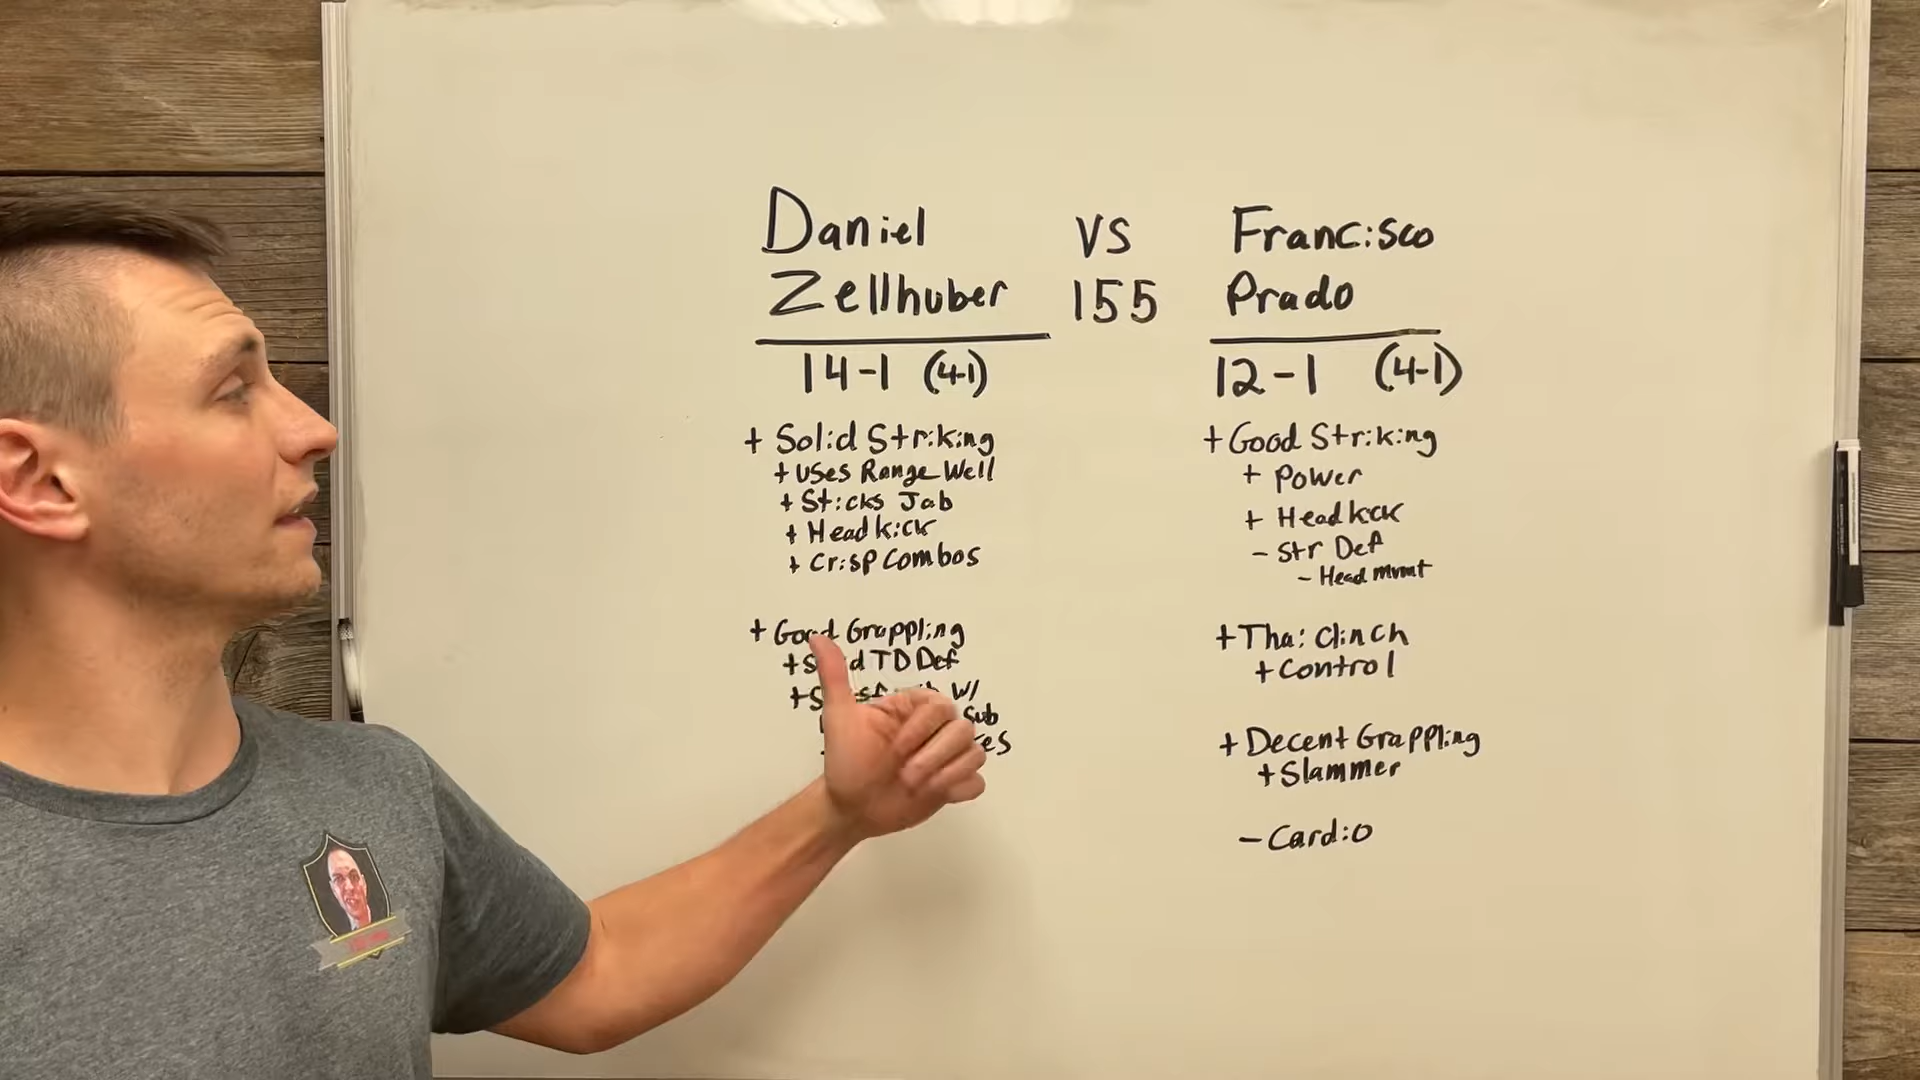 Daniel
Zellhuber
VS
155
Francisco
Prado
14-1 (4-1)
12-1 (4-1)
+ Solid Striking
+ Uses Range Well
+ Sticks Jab
+ Head kick
+ Crisp Combos
+ Good Grappling
TD Def
w/
Sub
+ Good Striking
+ Power
+ Head kick
- Str Def
- Head mvmt
+ Thai Clinch
+ Control
+ Decent Grappling
+ Slammer
- Cardio